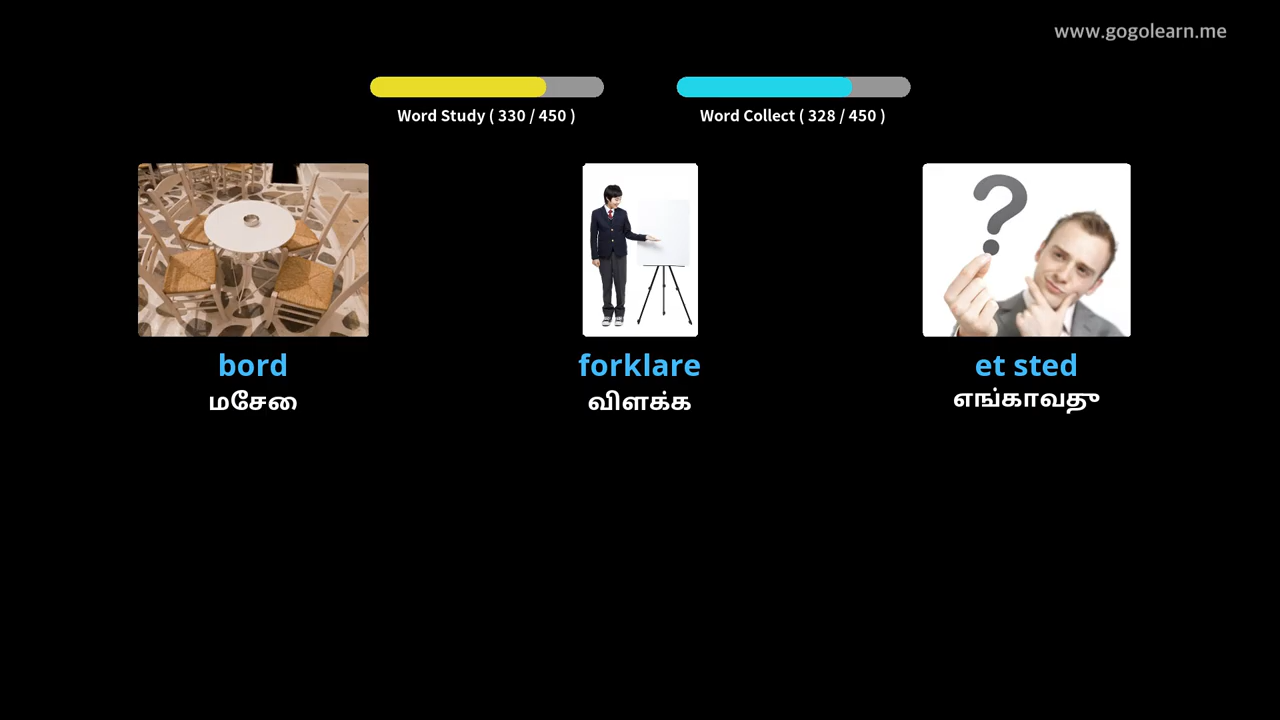 www.gogolearn.me
Word Study ( 330 / 450 )
Word Collect ( 328 / 450 )
bord
forklare
et sted
மசேை
விளக்க
எங்காவது